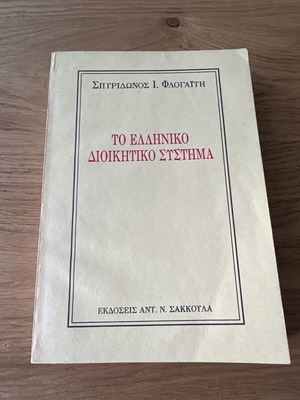 ΣΠΥΡΙΔΩΝΟΣ Ι. ΦΛΟΓΑΪΤΗ
ΤΟ ΕΛΛΗΝΙΚΟ
ΔΙΟΙΚΗΤΙΚΟ ΣΥΣΤΗΜΑ
ΕΚΔΟΣΕΙΣ ΑΝΤ. Ν. ΣΑΚΚΟΥΛΑ